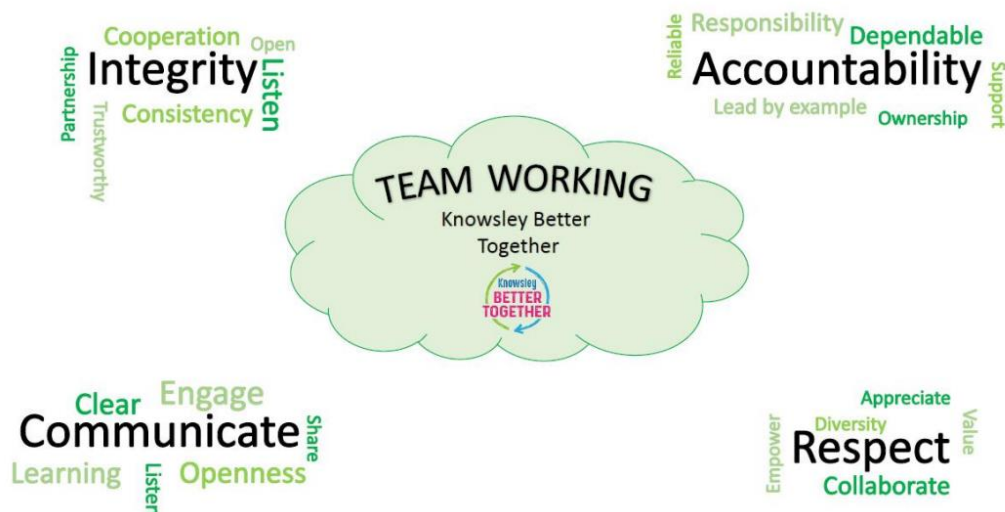 Cooperation
Open
Partnership
Integrity
Listen
Consistency
Trustworthy
Responsibility
Reliable
Dependable
Accountability
Support
Lead by example
Ownership
TEAM WORKING
Knowsley Better
Together
Knowsley
BETTER
TOGETHER
Engage
Clear
Communicate
Share
Learning
Listen
Openness
Appreciate
Diversity
Value
Empower
Respect
Collaborate